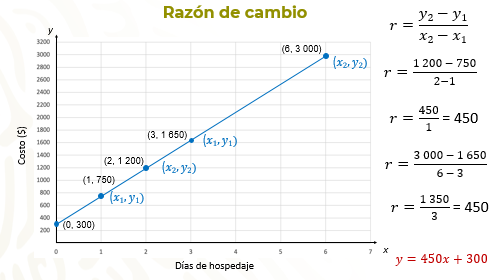 Razón de cambio
y
3200
3000
2800
2600
2400
2200
2000
1800
1600
1400
1200
1000
800
600
400
200
Costo ($)
(6, 3 000)
(x₂, y₂)
(3, 1 650)
(x₁, y₁)
(2, 1 200)
(x₂, y₂)
(1, 750)
(x₁, y₁)
(0, 300)
0 1 2 3 4 5 6 7
x
Días de hospedaje
r = (y₂ − y₁)/(x₂ − x₁)
r = (1 200 − 750)/(2−1)
r = 450/1 = 450
r = (3 000 − 1 650)/(6 − 3)
r = 1 350/3 = 450
y = 450x + 300